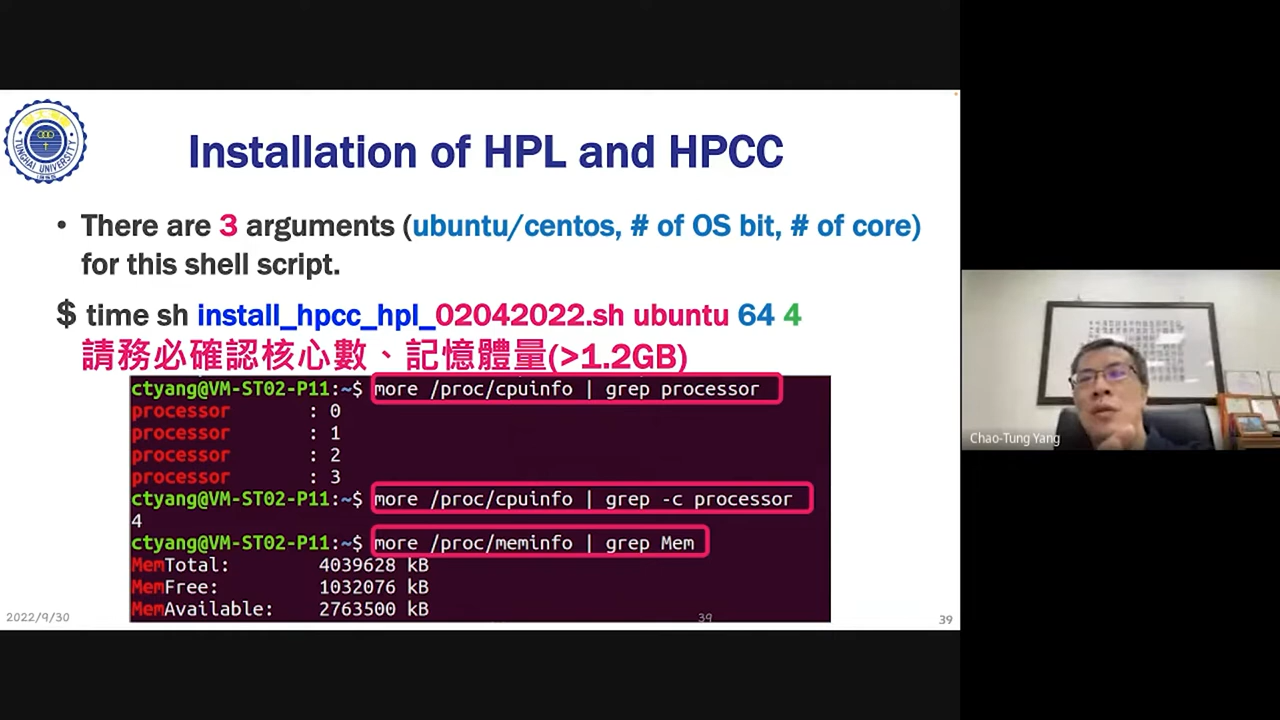 Installation of HPL and HPCC
TUNGHAI UNIVERSITY
• There are 3 arguments (ubuntu/centos, # of OS bit, # of core)
for this shell script.
$ time sh install_hpcc_hpl_02042022.sh ubuntu 64 4
請務必確認核心數、記憶體量(>1.2GB)
ctyang@VM-ST02-P11:~$ more /proc/cpuinfo | grep processor
processor : 0
processor : 1
processor : 2
processor : 3
ctyang@VM-ST02-P11:~$ more /proc/cpuinfo | grep -c processor
4
ctyang@VM-ST02-P11:~$ more /proc/meminfo | grep Mem
MemTotal: 4039628 kB
MemFree: 1032076 kB
MemAvailable: 2763500 kB
2022/9/30
39
39
Chao-Tung Yang